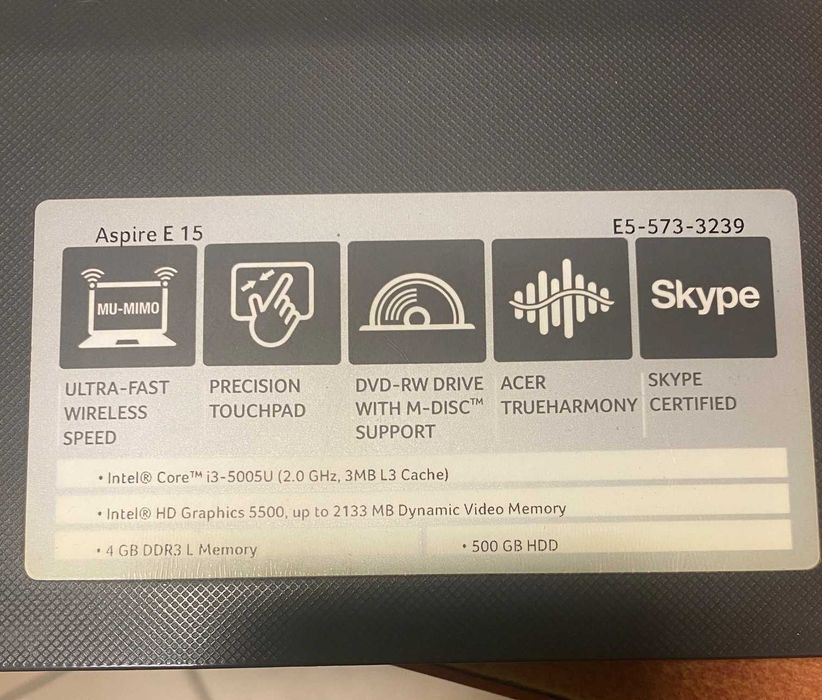 Aspire E 15
E5-573-3239
MU-MIMO
Skype
ULTRA-FAST
WIRELESS
SPEED
PRECISION
TOUCHPAD
DVD-RW DRIVE
WITH M-DISC™
SUPPORT
ACER
TRUEHARMONY
SKYPE
CERTIFIED
• Intel® Core™ i3-5005U (2.0 GHz, 3MB L3 Cache)
• Intel® HD Graphics 5500, up to 2133 MB Dynamic Video Memory
• 4 GB DDR3 L Memory
• 500 GB HDD